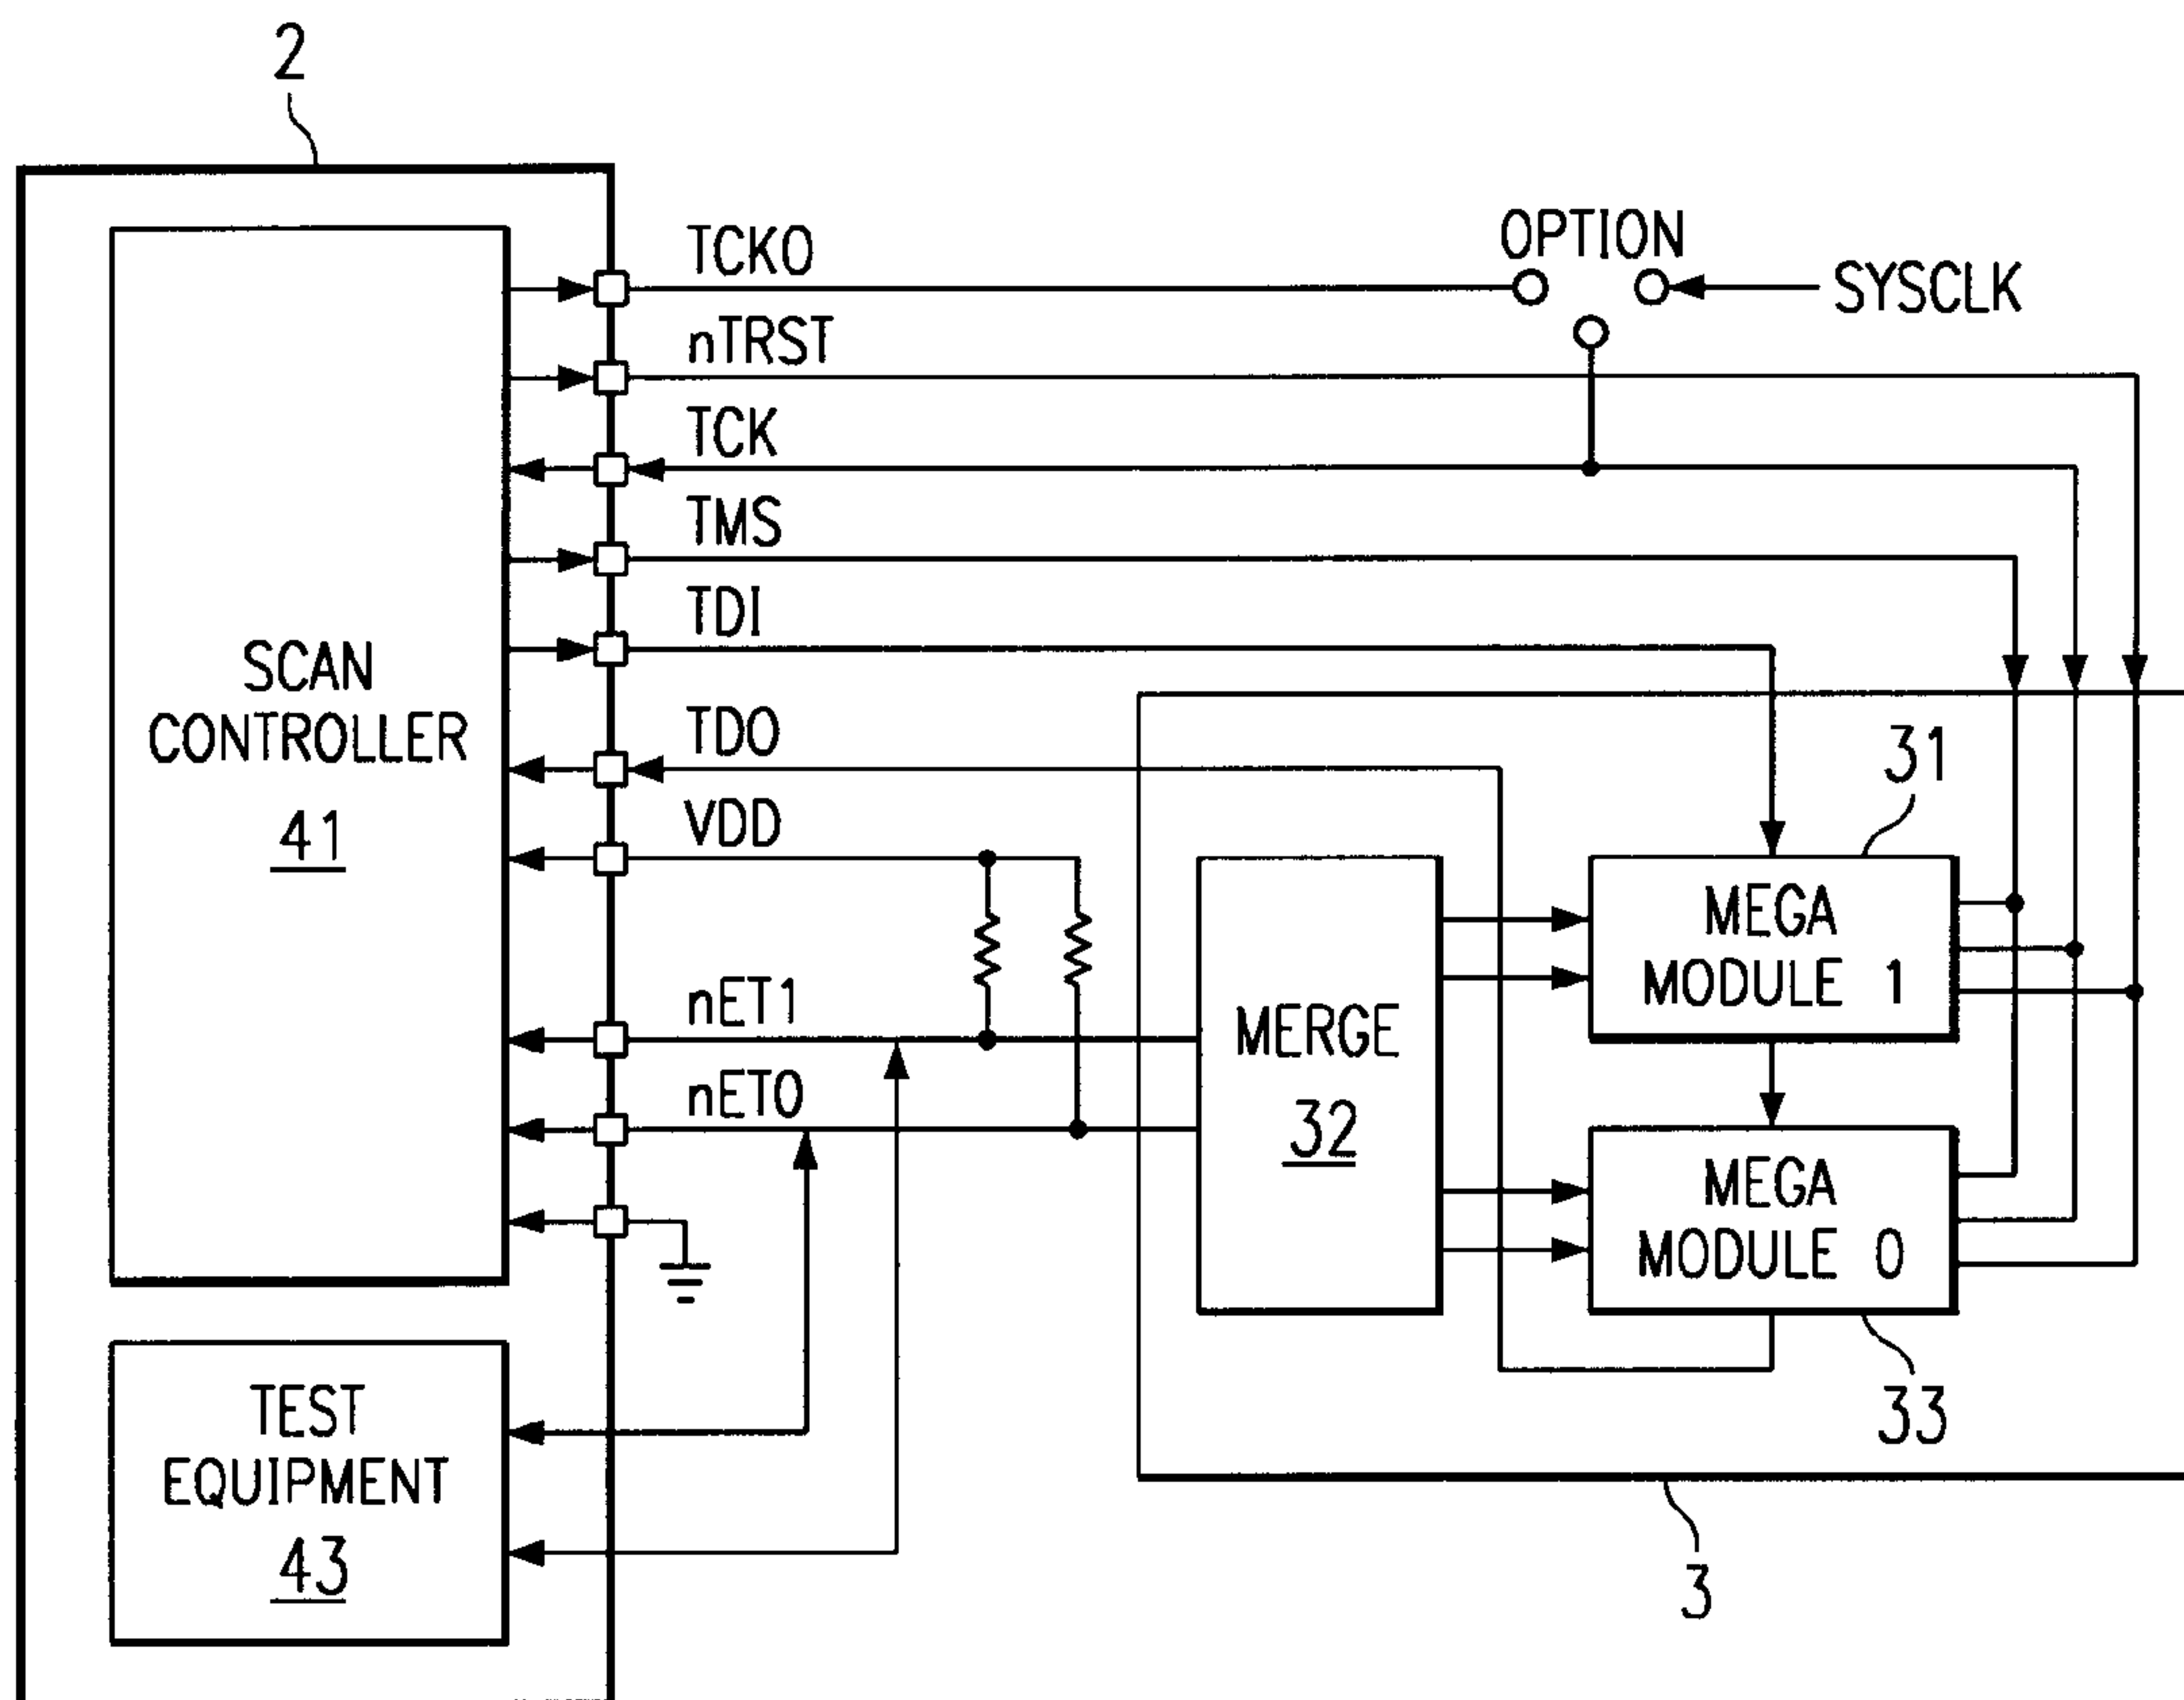 2
TCKO
OPTION
SYSCLK
nTRST
TCK
TMS
TDI
SCAN
CONTROLLER
41
TDO
VDD
nET1
nET0
31
MEGA
MODULE 1
MERGE
32
MEGA
MODULE 0
33
TEST
EQUIPMENT
43
3